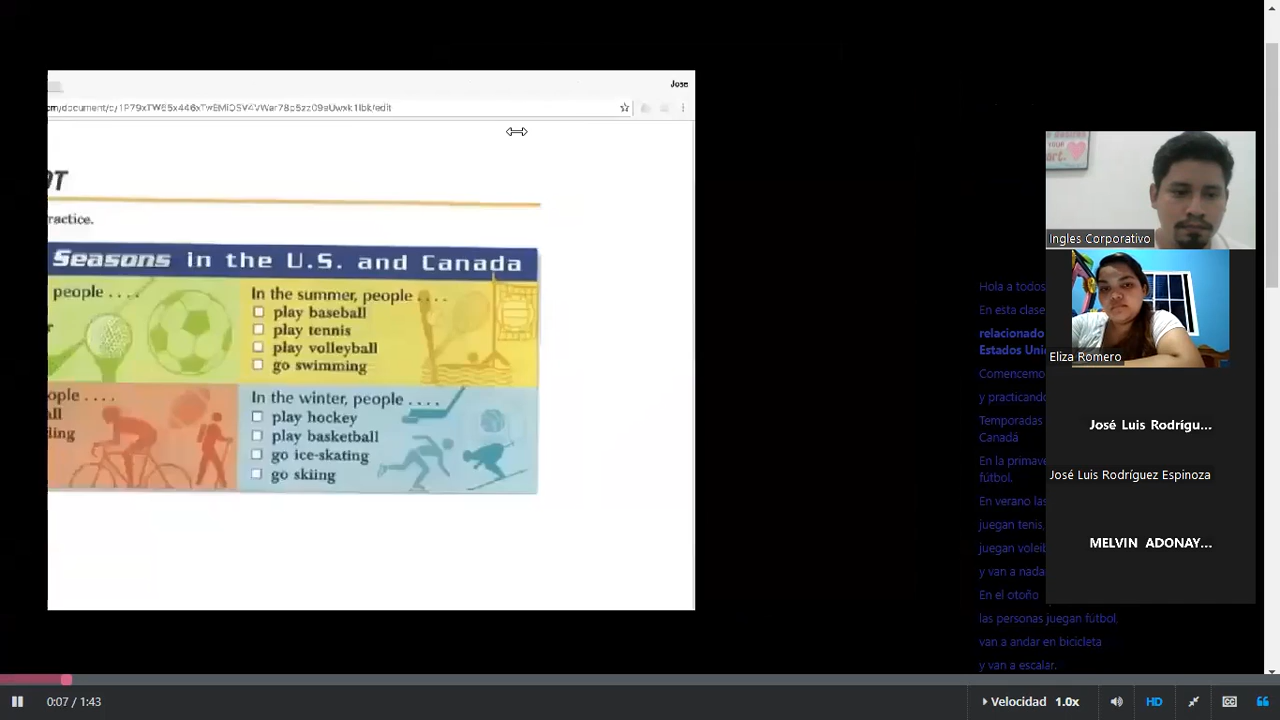 Jose
OT
ractice.
Seasons in the U.S. and Canada
people . . . .
In the summer, people . . . .
play baseball
play tennis
play volleyball
go swimming
ople . . . .
all
ling
In the winter, people . . . .
play hockey
play basketball
go ice-skating
go skiing
Ingles Corporativo
Eliza Romero
José Luis Rodrígu...
José Luis Rodríguez Espinoza
MELVIN ADONAY...
Hola a todos
En esta clase
relacionado
Estados Uni
Comencemo
y practicando
Temporadas
Canadá
En la primave
fútbol.
En verano las
juegan tenis,
juegan voleib
y van a nada
En el otoño
las personas juegan fútbol,
van a andar en bicicleta
y van a escalar.
0:07 / 1:43
Velocidad 1.0x
HD
CC